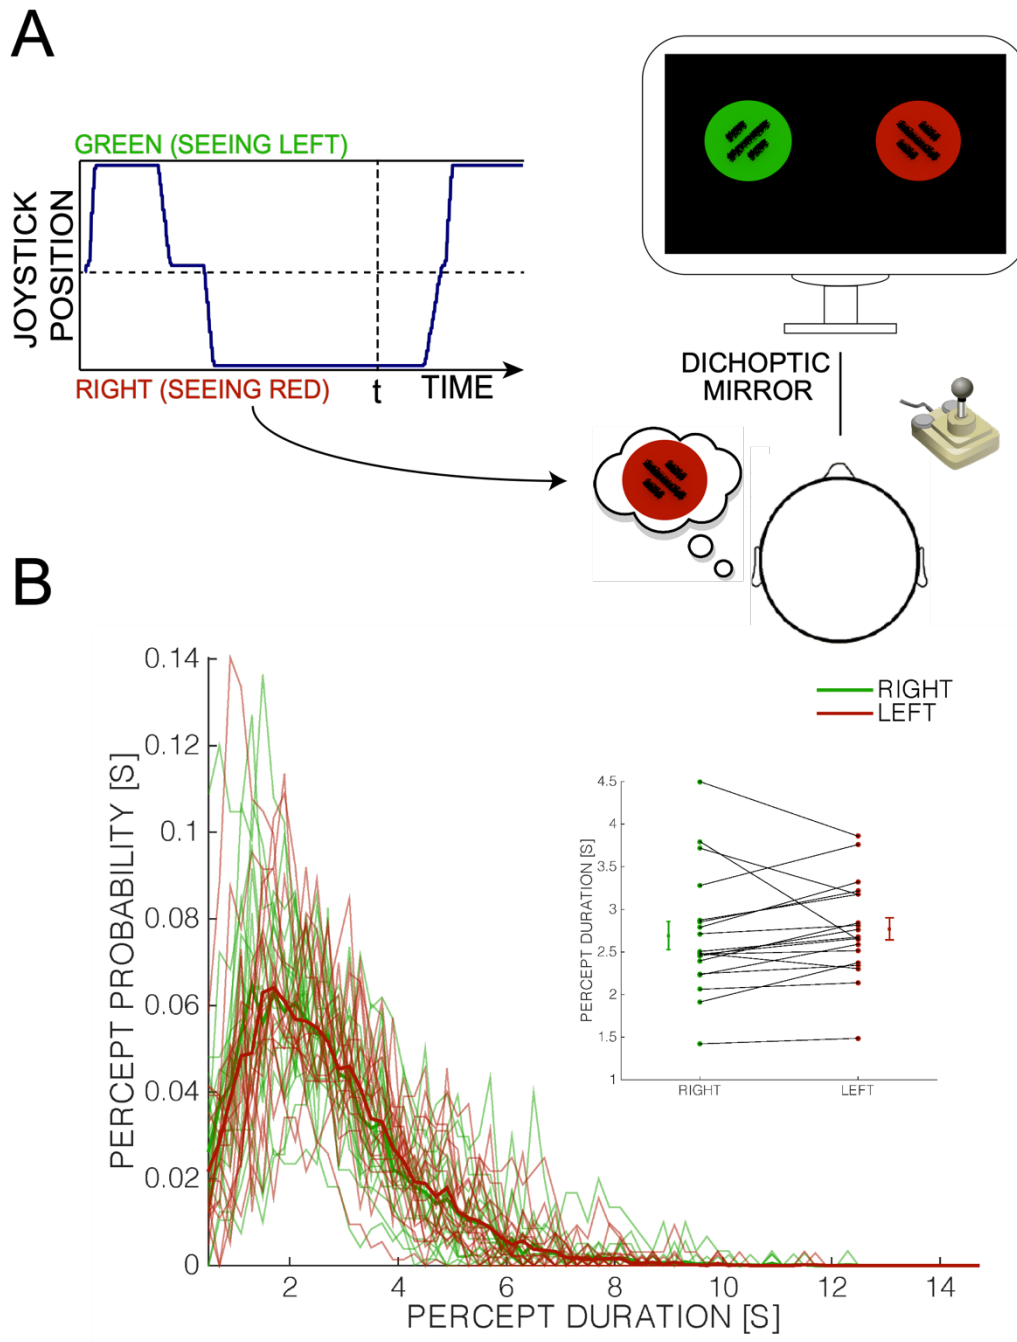 A
GREEN (SEEING LEFT)
JOYSTICK
POSITION
RIGHT (SEEING RED)
t
TIME
DICHOPTIC
MIRROR
B
0.14
0.12
0.1
0.08
0.06
0.04
0.02
0
PERCEPT PROBABILITY [S]
2
4
6
8
10
12
14
PERCEPT DURATION [S]
RIGHT
LEFT
4.5
4
3.5
3
2.5
2
1.5
1
PERCEPT DURATION [S]
RIGHT
LEFT